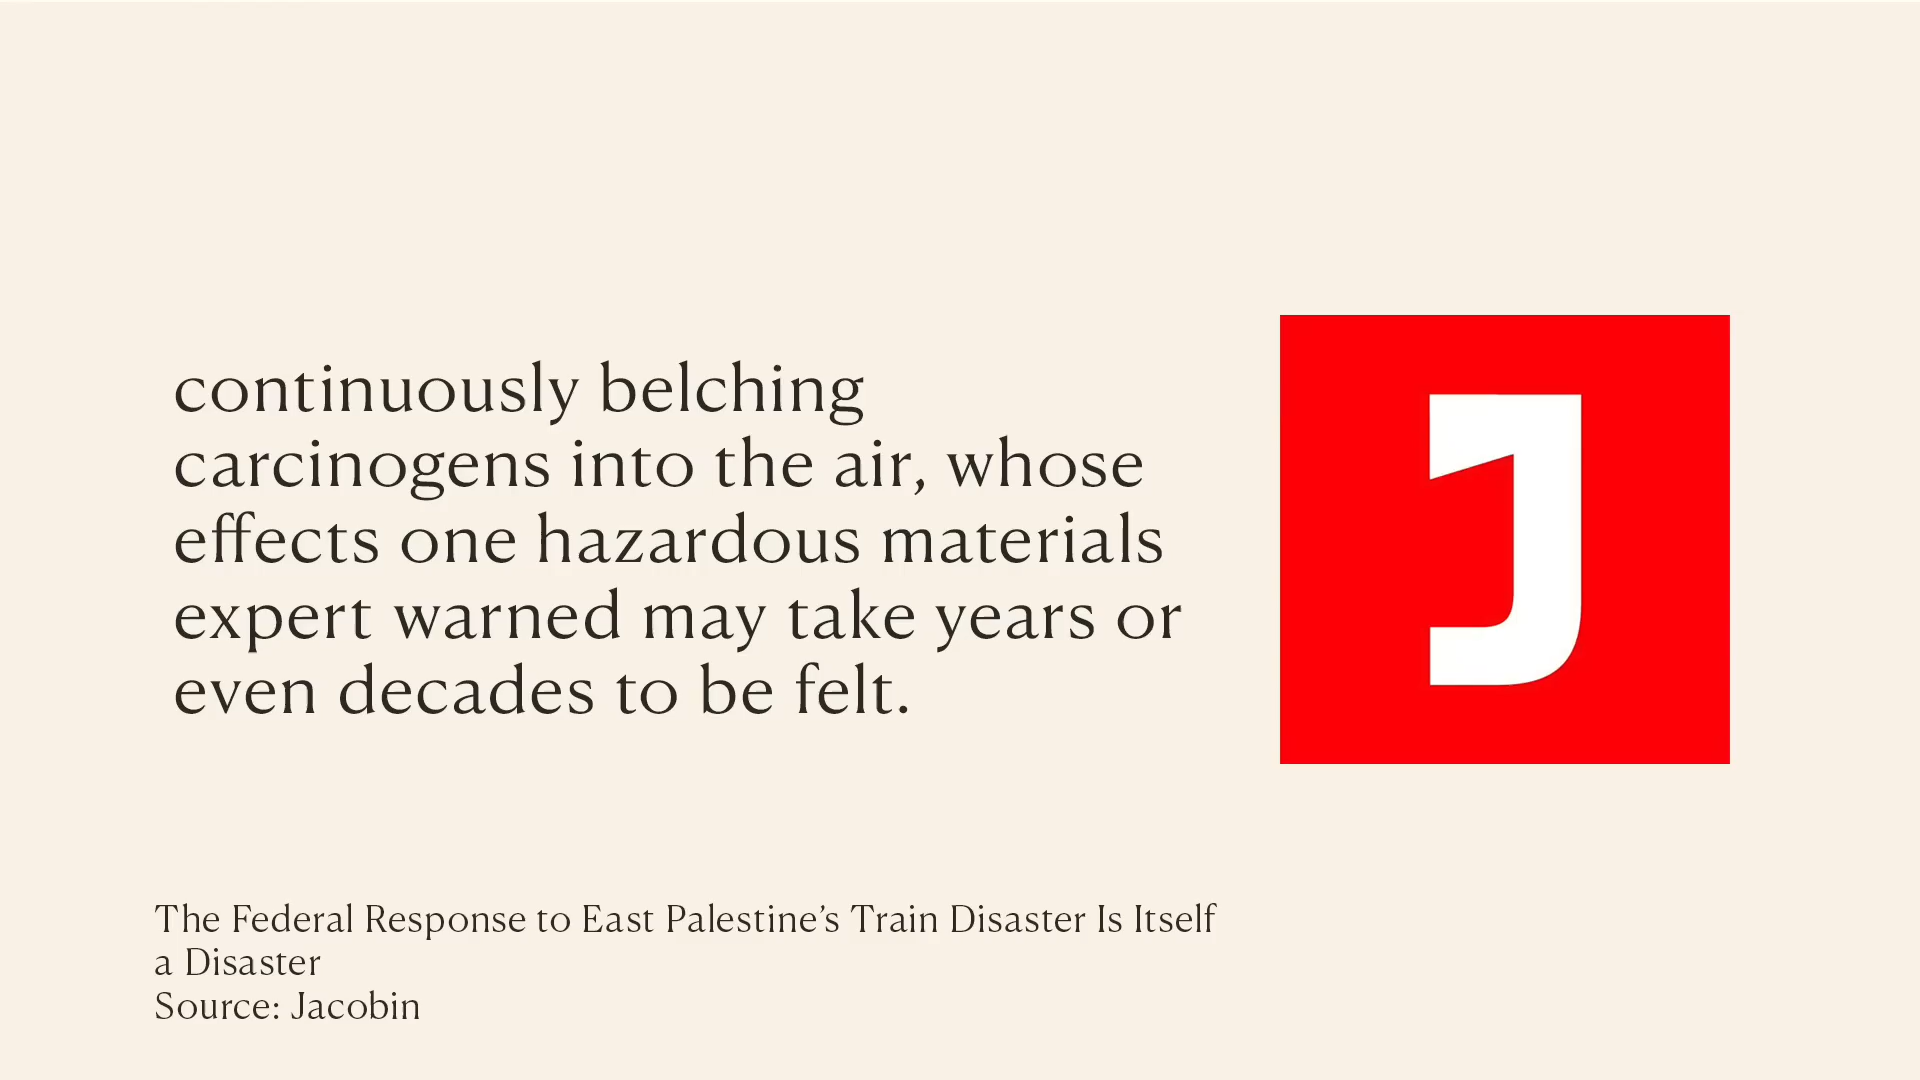 continuously belching
carcinogens into the air, whose
effects one hazardous materials
expert warned may take years or
even decades to be felt.
J
The Federal Response to East Palestine’s Train Disaster Is Itself
a Disaster
Source: Jacobin